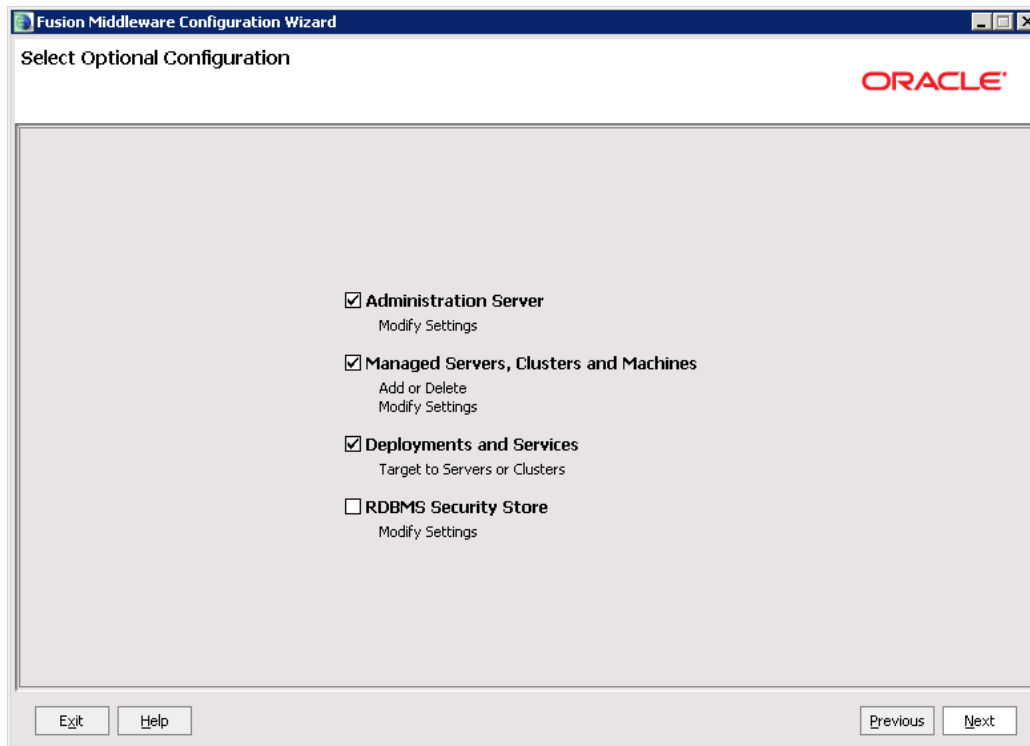 Fusion Middleware Configuration Wizard
Select Optional Configuration
ORACLE
Administration Server
Modify Settings
Managed Servers, Clusters and Machines
Add or Delete
Modify Settings
Deployments and Services
Target to Servers or Clusters
RDBMS Security Store
Modify Settings
Exit Help Previous Next